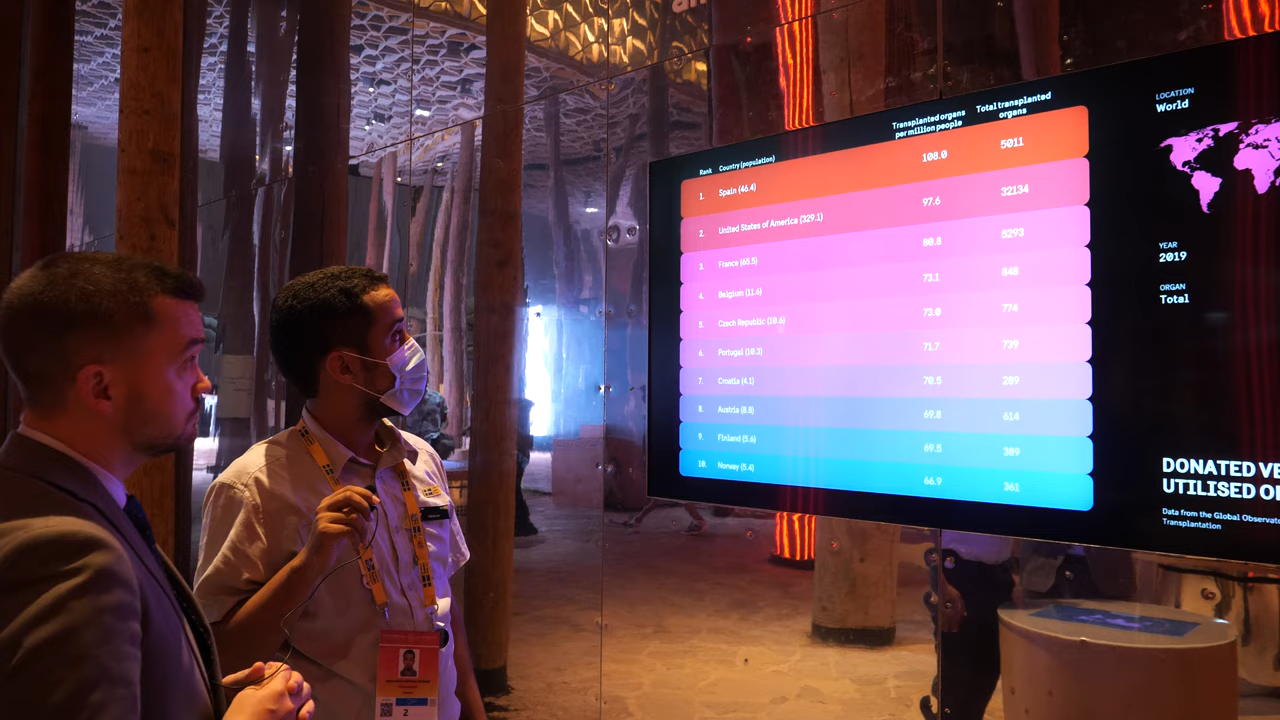 Rank Country (population) Transplanted organs per million people Total transplanted organs
1. Spain (46.4) 108.0 5011
2. United States of America (329.1) 97.6 32134
3. France (65.5) 80.8 5293
4. Belgium (11.6) 73.1 848
5. Czech Republic (10.6) 73.0 774
6. Portugal (10.3) 71.7 739
7. Croatia (4.1) 70.5 289
8. Austria (8.8) 69.8 614
9. Finland (5.6) 69.5 389
10. Norway (5.4) 66.9 361
LOCATION
World
YEAR
2019
ORGAN
Total
DONATED VE
UTILISED O
Data from the Global Observato
Transplantation
2